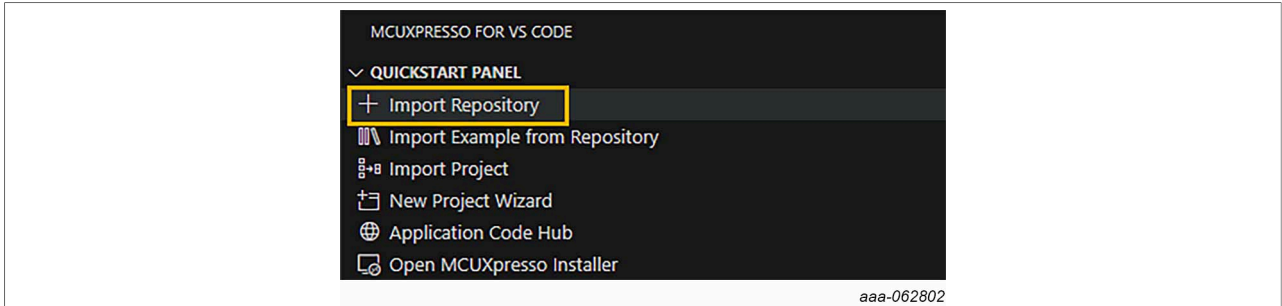 MCUXPRESSO FOR VS CODE
QUICKSTART PANEL
Import Repository
Import Example from Repository
Import Project
New Project Wizard
Application Code Hub
Open MCUXpresso Installer
aaa-062802